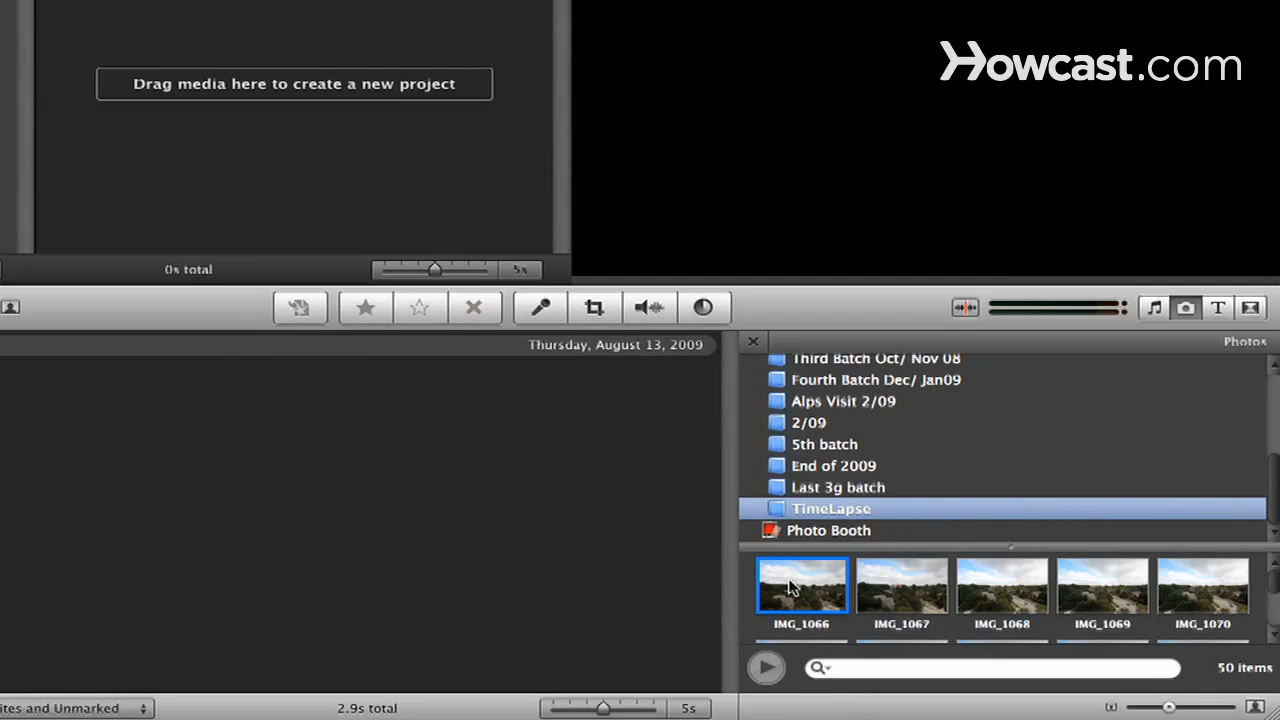 Howcast.com
Drag media here to create a new project
0s total
5s
Thursday, August 13, 2009
Photos
Third Batch Oct/ Nov 08
Fourth Batch Dec/ Jan09
Alps Visit 2/09
2/09
5th batch
End of 2009
Last 3g batch
TimeLapse
Photo Booth
IMG_1066
IMG_1067
IMG_1068
IMG_1069
IMG_1070
50 items
ites and Unmarked
2.9s total
5s